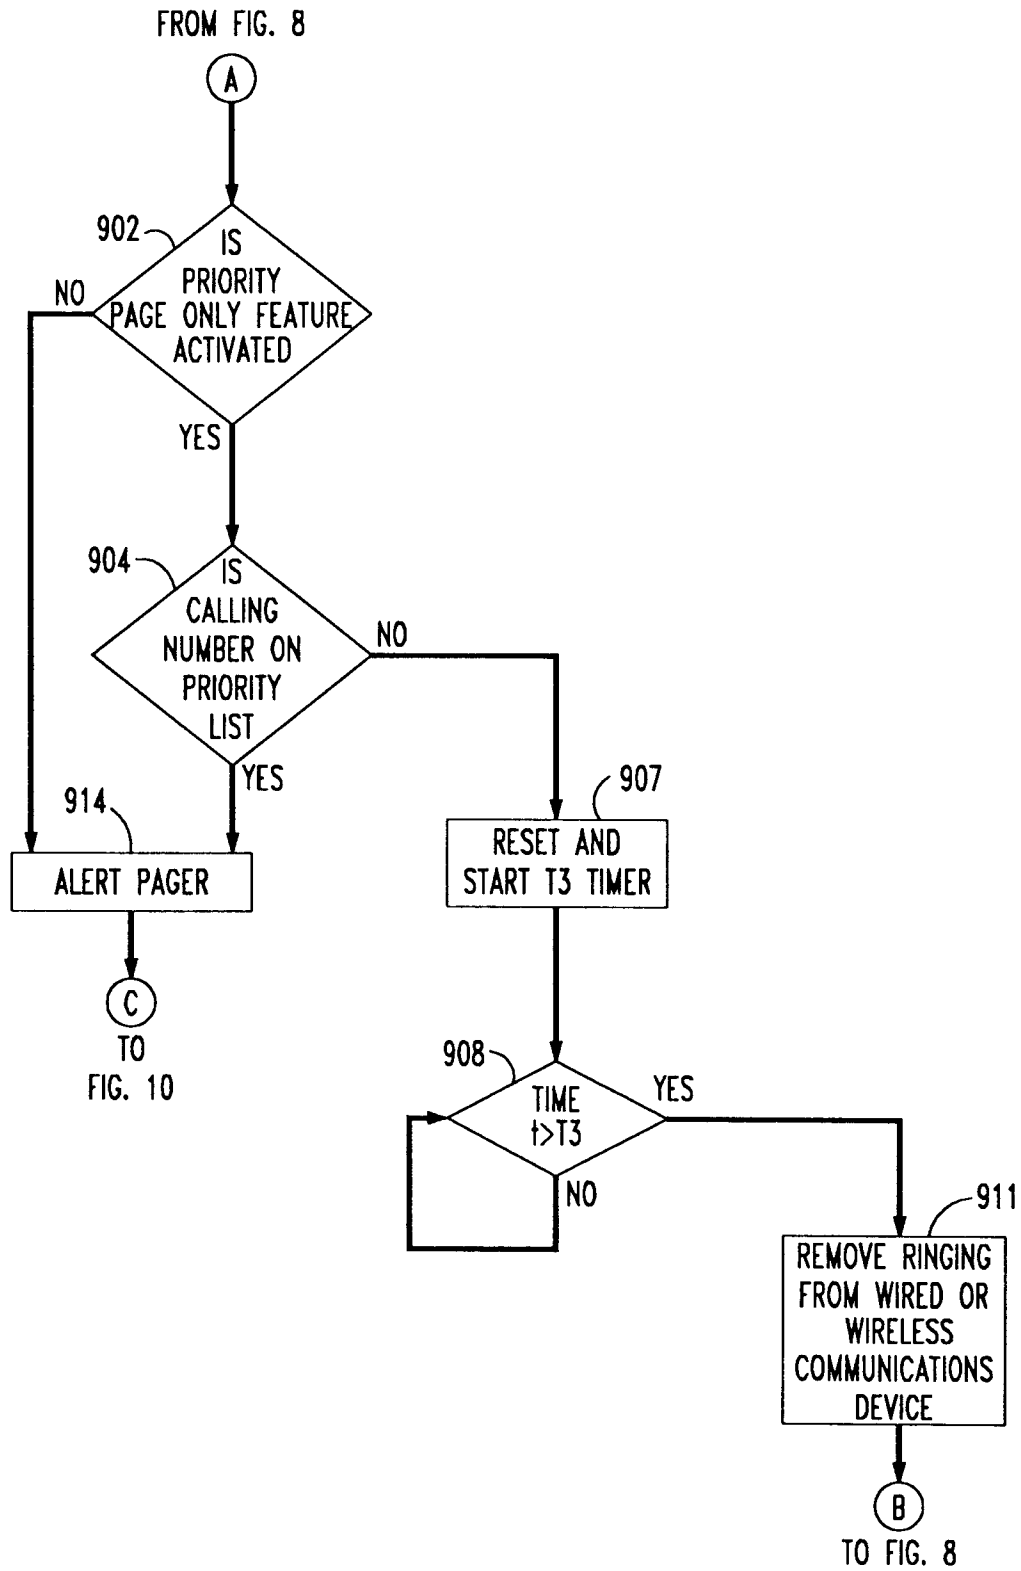 FROM FIG. 8
A
902
IS
PRIORITY
PAGE ONLY FEATURE
ACTIVATED
NO
YES
904
IS
CALLING
NUMBER ON
PRIORITY
LIST
NO
YES
914
ALERT PAGER
C
TO
FIG. 10
907
RESET AND
START T3 TIMER
908
TIME
t>T3
YES
NO
911
REMOVE RINGING
FROM WIRED OR
WIRELESS
COMMUNICATIONS
DEVICE
B
TO FIG. 8